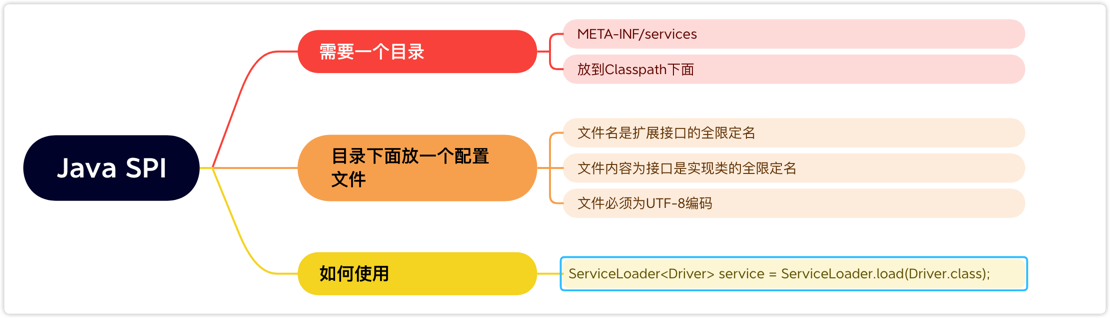 Java SPI
需要一个目录
META-INF/services
放到Classpath下面
目录下面放一个配置
文件
文件名是扩展接口的全限定名
文件内容为接口是实现类的全限定名
文件必须为UTF-8编码
如何使用
ServiceLoader<Driver> service = ServiceLoader.load(Driver.class);